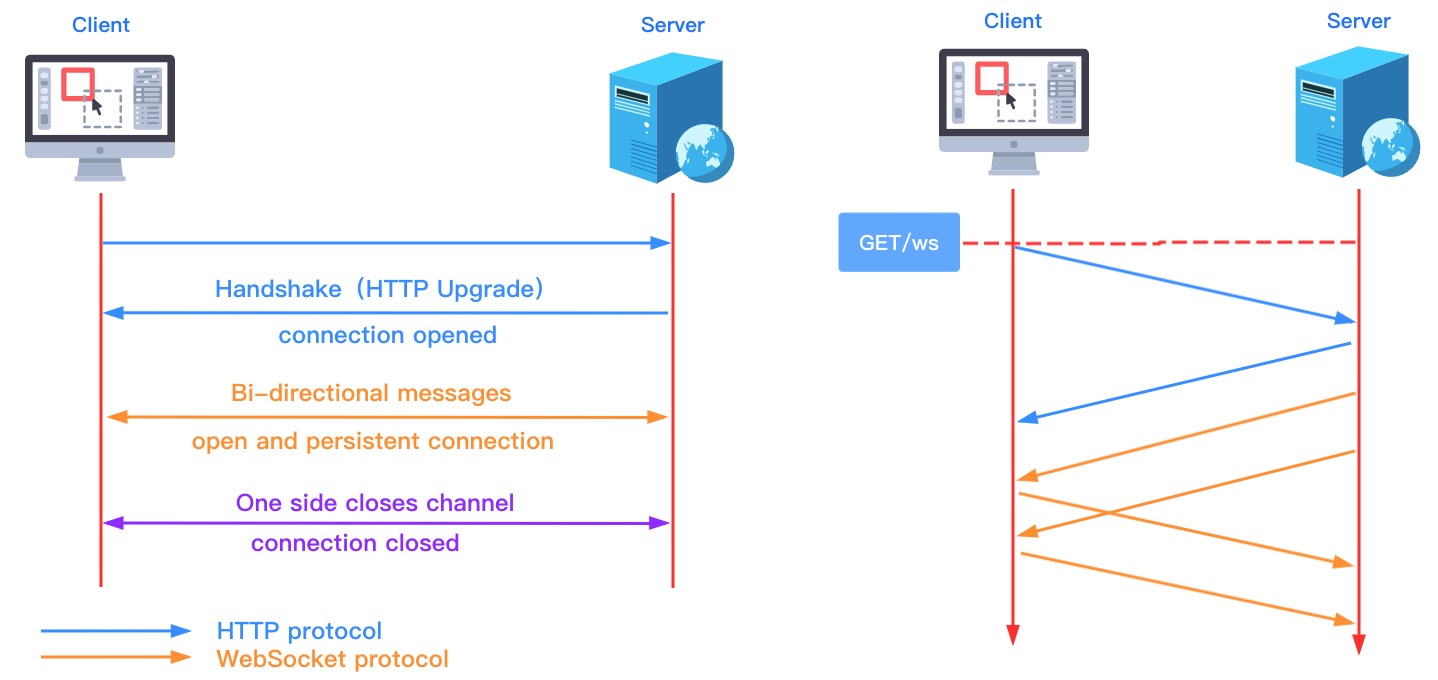 Client
Server
Handshake（HTTP Upgrade）
connection opened
Bi–directional messages
open and persistent connection
One side closes channel
connection closed
HTTP protocol
WebSocket protocol
Client
Server
GET/ws